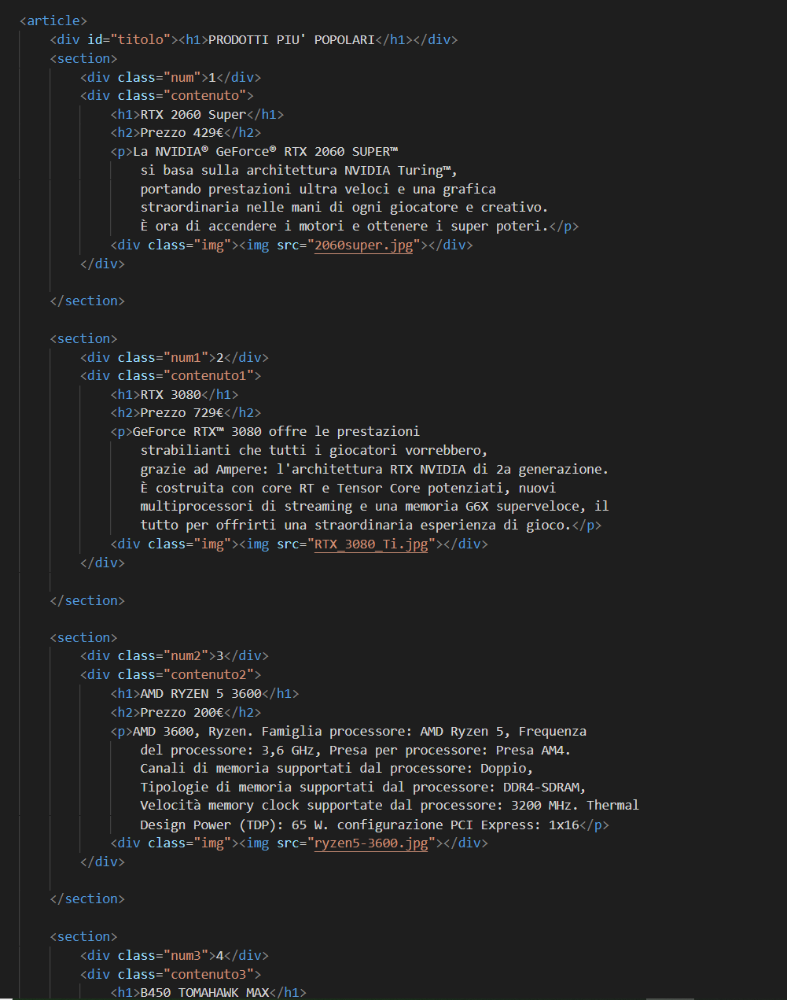 <article>
<div id="titolo"><h1>PRODOTTI PIU' POPOLARI</h1></div>
<section>
<div class="num">1</div>
<div class="contenuto">
<h1>RTX 2060 Super</h1>
<h2>Prezzo 429€</h2>
<p>La NVIDIA® GeForce® RTX 2060 SUPER™
si basa sulla architettura NVIDIA Turing™,
portando prestazioni ultra veloci e una grafica
straordinaria nelle mani di ogni giocatore e creativo.
È ora di accendere i motori e ottenere i super poteri.</p>
<div class="img"><img src="2060super.jpg"></div>
</div>
</section>
<section>
<div class="num1">2</div>
<div class="contenuto1">
<h1>RTX 3080</h1>
<h2>Prezzo 729€</h2>
<p>GeForce RTX™ 3080 offre le prestazioni
strabilianti che tutti i giocatori vorrebbero,
grazie ad Ampere: l'architettura RTX NVIDIA di 2a generazione.
È costruita con core RT e Tensor Core potenziati, nuovi
multiprocessori di streaming e una memoria G6X superveloce, il
tutto per offrirti una straordinaria esperienza di gioco.</p>
<div class="img"><img src="RTX_3080_Ti.jpg"></div>
</div>
</section>
<section>
<div class="num2">3</div>
<div class="contenuto2">
<h1>AMD RYZEN 5 3600</h1>
<h2>Prezzo 200€</h2>
<p>AMD 3600, Ryzen. Famiglia processore: AMD Ryzen 5, Frequenza
del processore: 3,6 GHz, Presa per processore: Presa AM4.
Canali di memoria supportati dal processore: Doppio,
Tipologie di memoria supportati dal processore: DDR4-SDRAM,
Velocità memory clock supportate dal processore: 3200 MHz. Thermal
Design Power (TDP): 65 W. configurazione PCI Express: 1x16</p>
<div class="img"><img src="ryzen5-3600.jpg"></div>
</div>
</section>
<section>
<div class="num3">4</div>
<div class="contenuto3">
<h1>B450 TOMAHAWK MAX</h1>